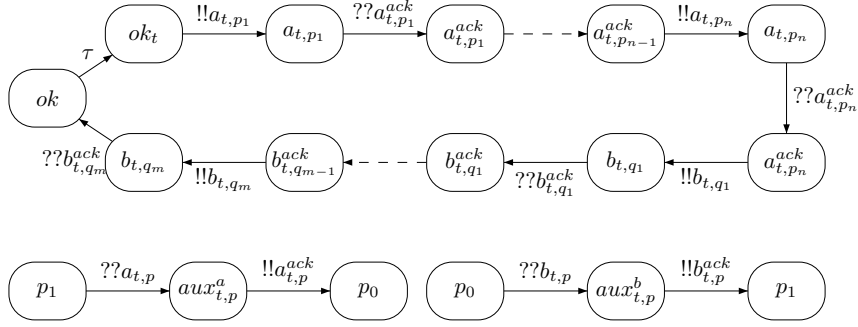 !!a_{t,p_1} ??a^{ack}_{t,p_1} !!a_{t,p_n}
ok_t a_{t,p_1} a^{ack}_{t,p_1} a^{ack}_{t,p_{n-1}} a_{t,p_n}
τ
ok ??a^{ack}_{t,p_n}
??b^{ack}_{t,q_m} b_{t,q_m} b^{ack}_{t,q_{m-1}} b^{ack}_{t,q_1} b_{t,q_1} a^{ack}_{t,p_n}
!!b_{t,q_m} ??b^{ack}_{t,q_1} !!b_{t,q_1}
??a_{t,p} !!a^{ack}_{t,p} ??b_{t,p} !!b^{ack}_{t,p}
p_1 aux^a_{t,p} p_0 p_0 aux^b_{t,p} p_1